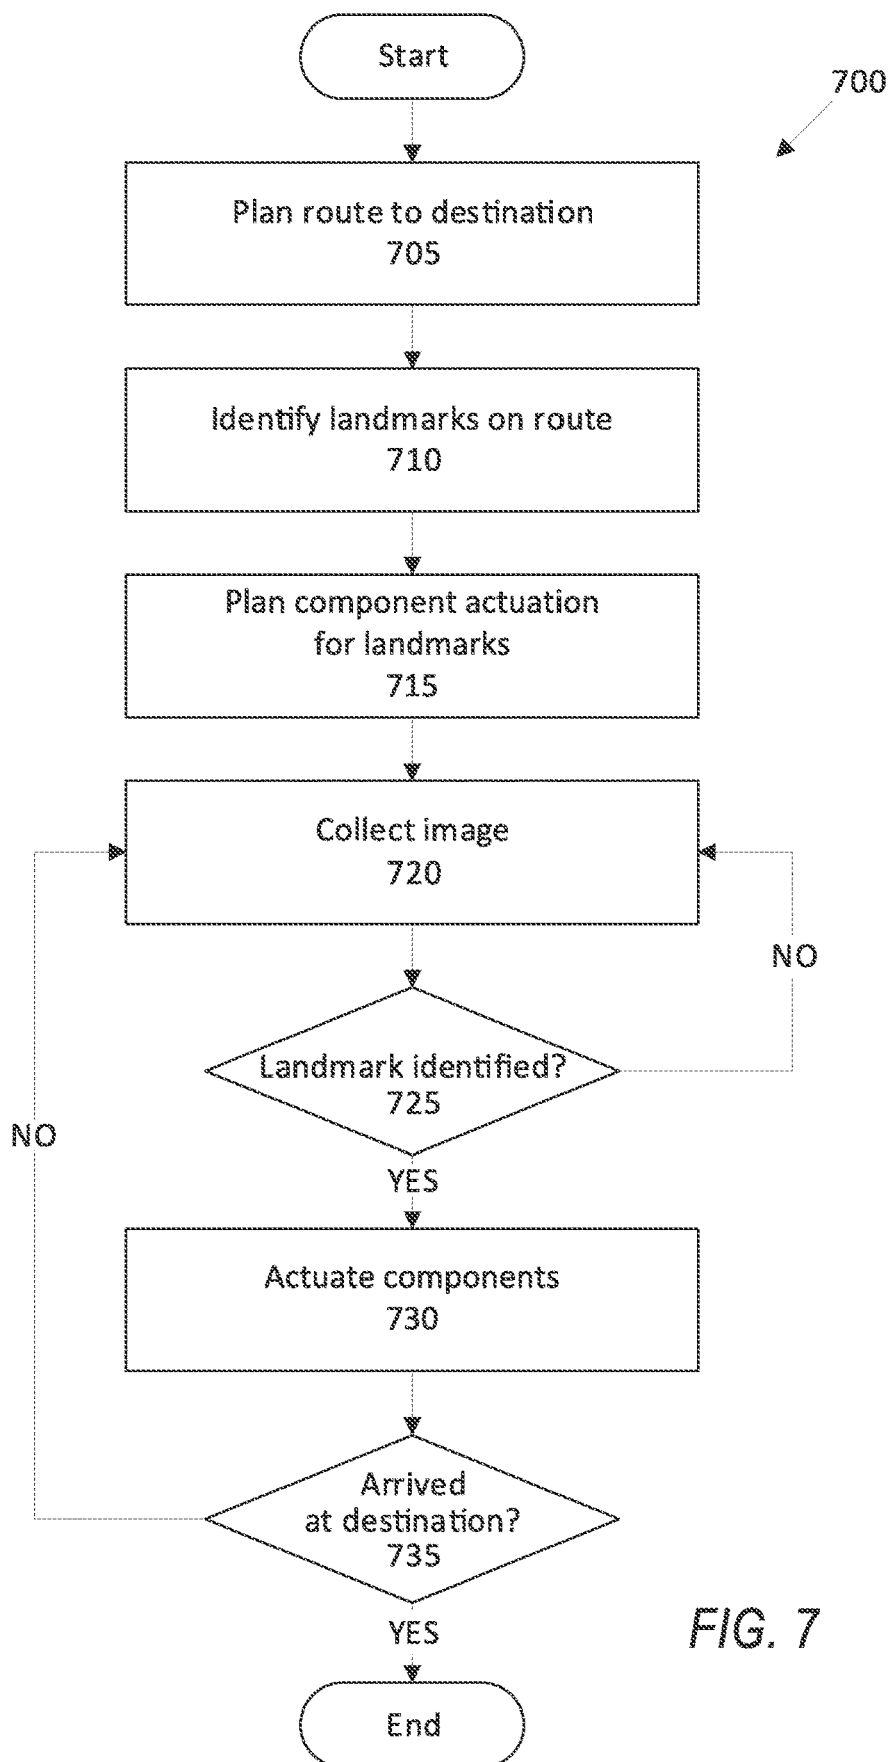 Start
700
Plan route to destination
705
Identify landmarks on route
710
Plan component actuation
for landmarks
715
Collect image
720
NO
Landmark identified?
725
NO
YES
Actuate components
730
Arrived
at destination?
735
YES
FIG. 7
End